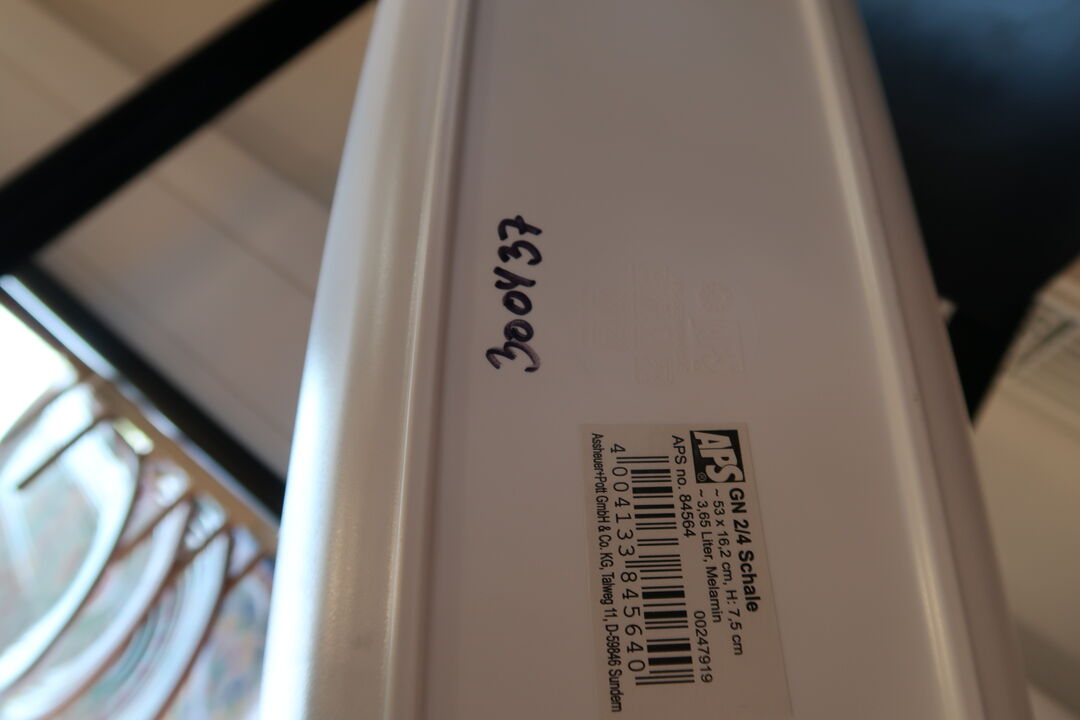 300437
APS® GN 2/4 Schale
~ 53 x 16,2 cm, H: 7,5 cm
~ 3,65 Liter, Melamin
APS no. 84564 00247919
4 004133 845640
Assheuer+Pott GmbH & Co. KG, Talweg 11, D-59846 Sundern